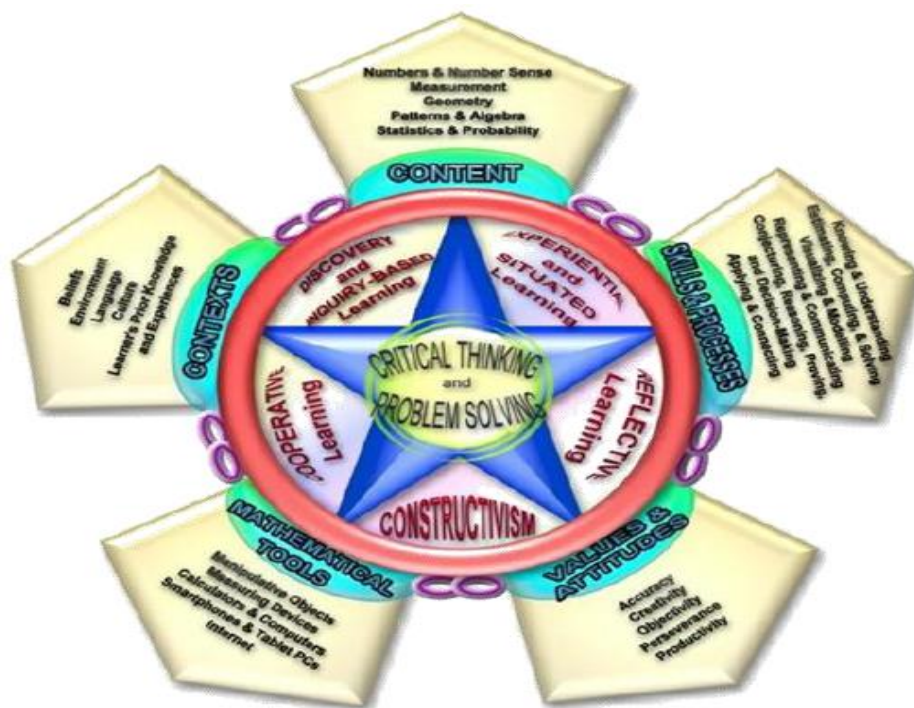 Numbers & Number Sense
Measurement
Geometry
Patterns & Algebra
Statistics & Probability
CONTENT
Knowing & Understanding
Estimating, Computing, & Solving
Visualizing & Modelling
Representing & Communicating
Conjecturing, Reasoning, Proving,
and Decision-Making
Applying & Connecting
SKILLS & PROCESSES
Accuracy
Creativity
Objectivity
Perseverance
Productivity
VALUES &
ATTITUDES
Manipulative Objects
Measuring Devices
Calculators & Computers
Smartphones & Tablet PCs
Internet
MATHEMATICAL
TOOLS
Beliefs
Environment
Language
Culture
Learner's Prior Knowledge
and Experiences
CONTEXTS
DISCOVERY
and
INQUIRY-BASED
Learning
EXPERIENTIAL
and
SITUATED
Learning
REFLECTIVE
Learning
CONSTRUCTIVISM
COOPERATIVE
Learning
CRITICAL THINKING
and
PROBLEM SOLVING